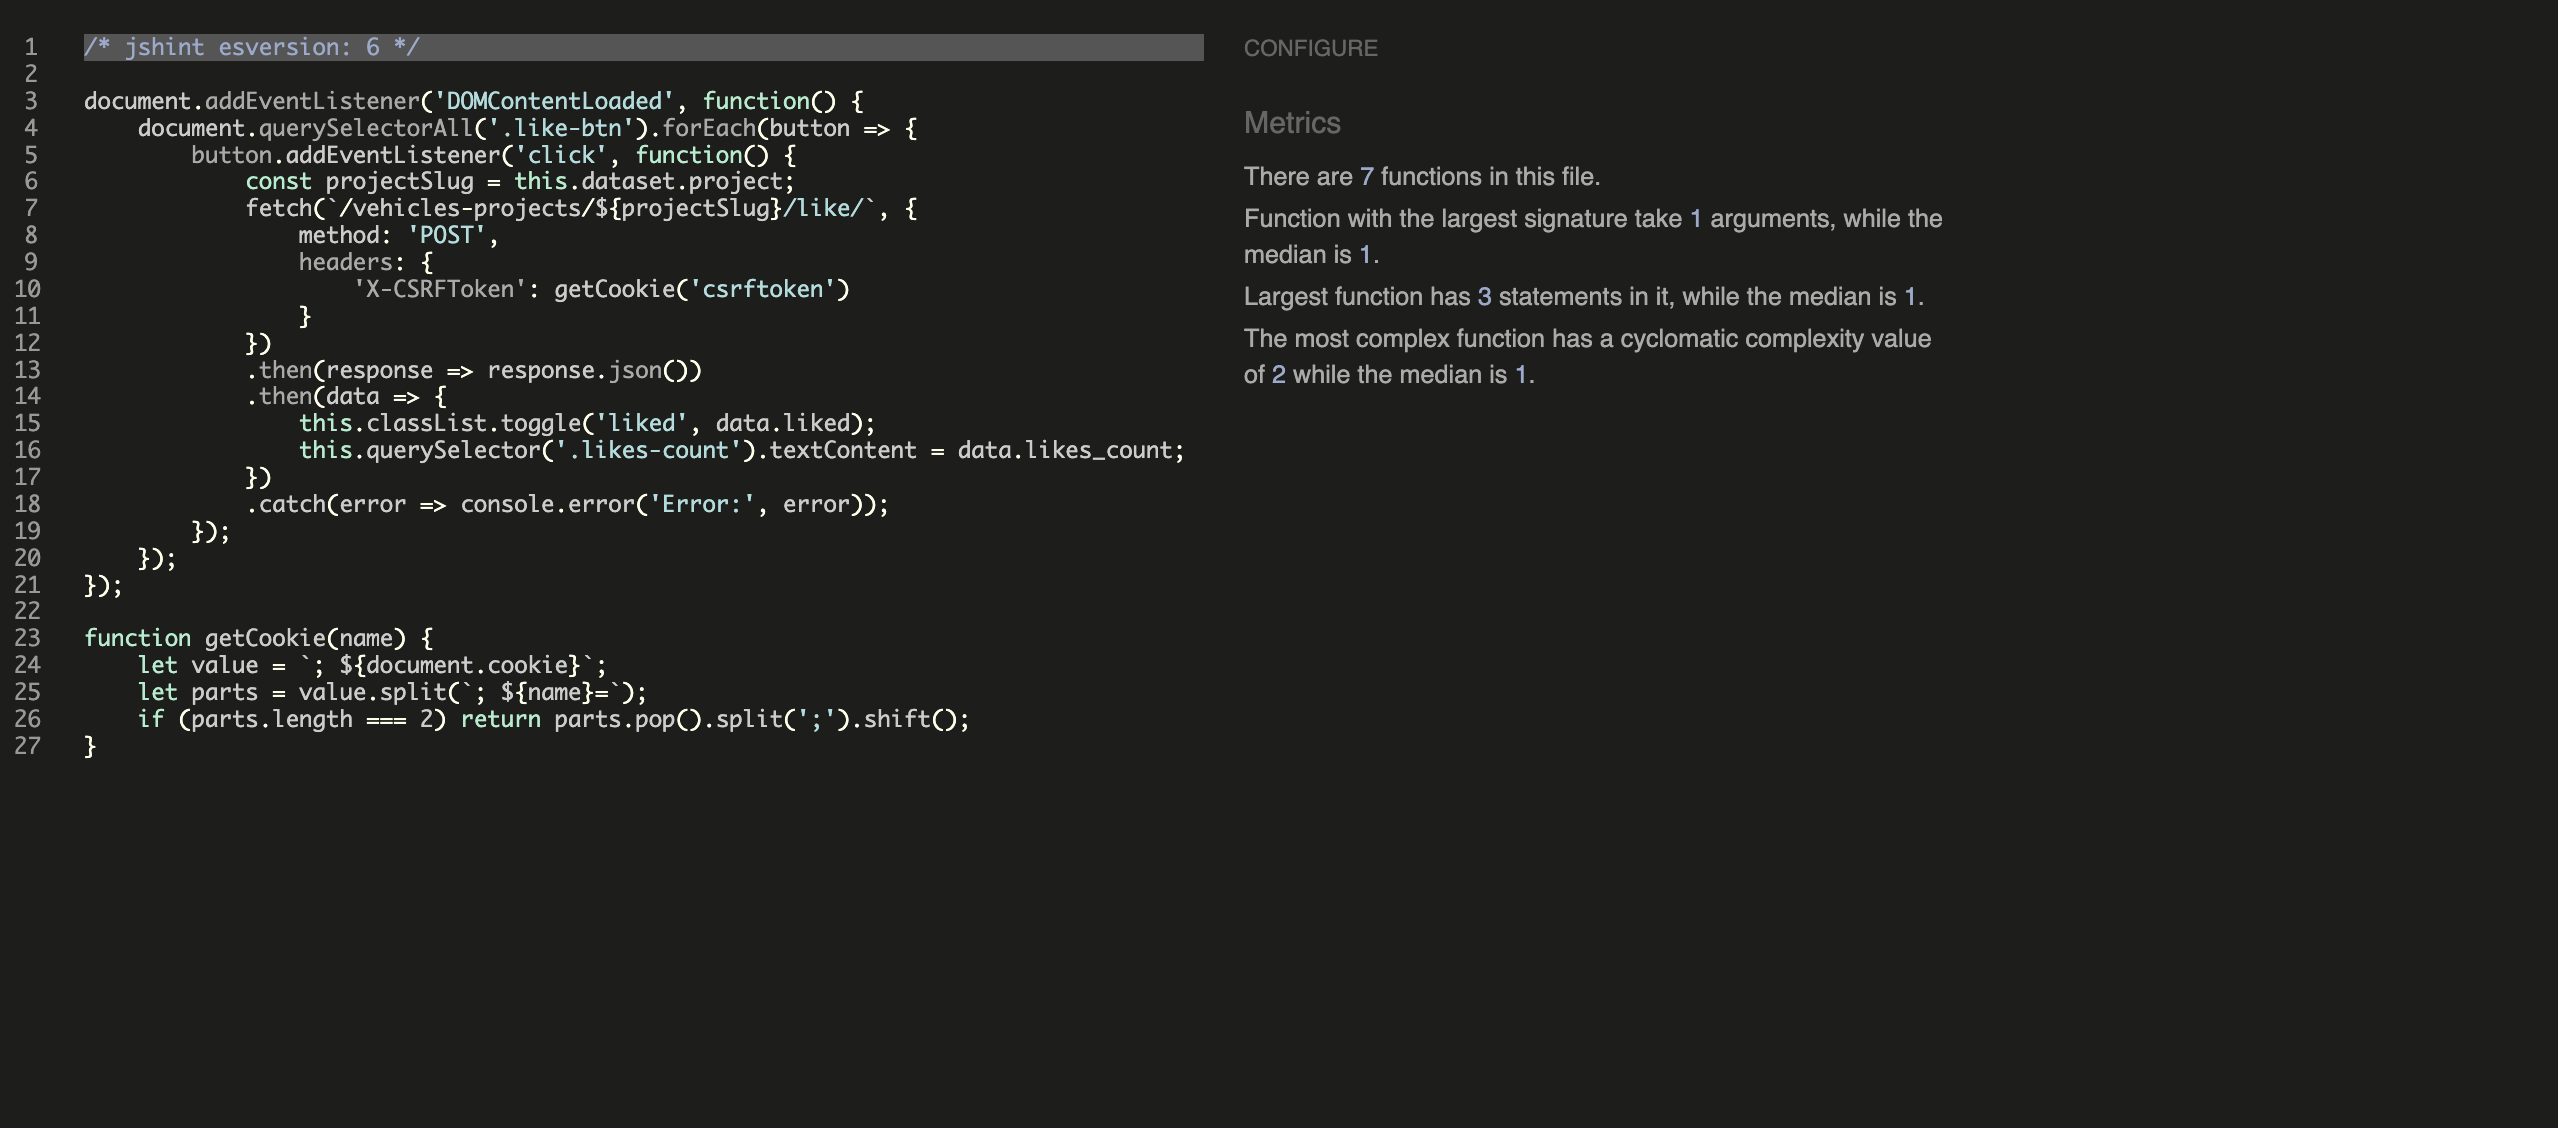 1 /* jshint esversion: 6 */
2
3 document.addEventListener('DOMContentLoaded', function() {
4     document.querySelectorAll('.like-btn').forEach(button => {
5         button.addEventListener('click', function() {
6             const projectSlug = this.dataset.project;
7             fetch(`/vehicles-projects/${projectSlug}/like/`, {
8                 method: 'POST',
9                 headers: {
10                     'X-CSRFToken': getCookie('csrftoken')
11                 }
12             })
13             .then(response => response.json())
14             .then(data => {
15                 this.classList.toggle('liked', data.liked);
16                 this.querySelector('.likes-count').textContent = data.likes_count;
17             })
18             .catch(error => console.error('Error:', error));
19         });
20     });
21 });
22
23 function getCookie(name) {
24     let value = `; ${document.cookie}`;
25     let parts = value.split(`; ${name}=`);
26     if (parts.length === 2) return parts.pop().split(';').shift();
27 }
CONFIGURE
Metrics
There are 7 functions in this file.
Function with the largest signature take 1 arguments, while the
median is 1.
Largest function has 3 statements in it, while the median is 1.
The most complex function has a cyclomatic complexity value
of 2 while the median is 1.